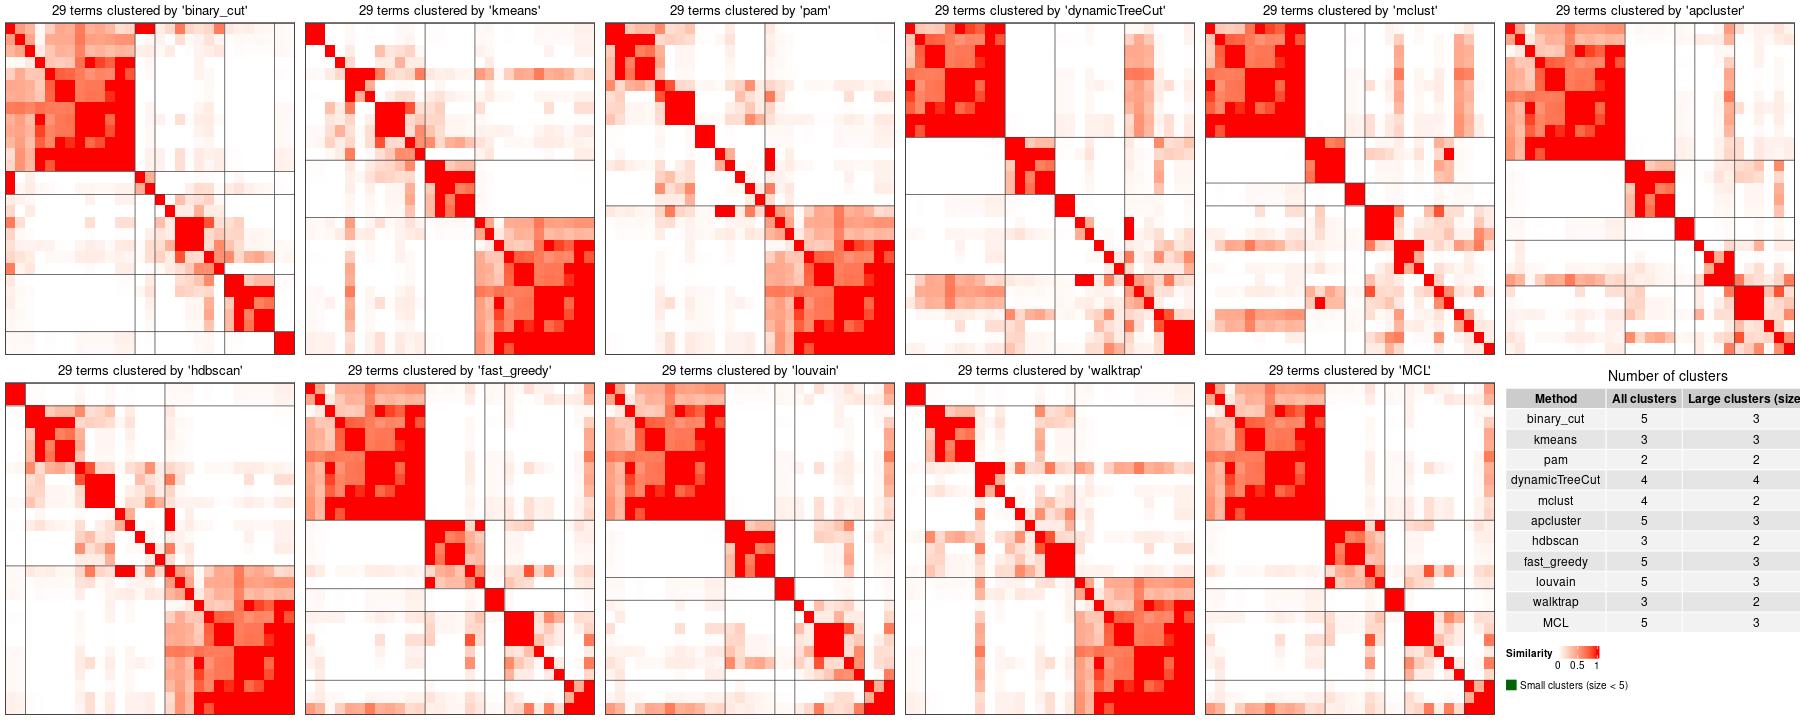 29 terms clustered by 'binary_cut'
29 terms clustered by 'kmeans'
29 terms clustered by 'pam'
29 terms clustered by 'dynamicTreeCut'
29 terms clustered by 'mclust'
29 terms clustered by 'apcluster'
29 terms clustered by 'hdbscan'
29 terms clustered by 'fast_greedy'
29 terms clustered by 'louvain'
29 terms clustered by 'walktrap'
29 terms clustered by 'MCL'
Number of clusters
Method All clusters Large clusters (size
binary_cut 5 3
kmeans 3 3
pam 2 2
dynamicTreeCut 4 4
mclust 4 2
apcluster 5 3
hdbscan 3 2
fast_greedy 5 3
louvain 5 3
walktrap 3 2
MCL 5 3
Similarity
0 0.5 1
Small clusters (size < 5)